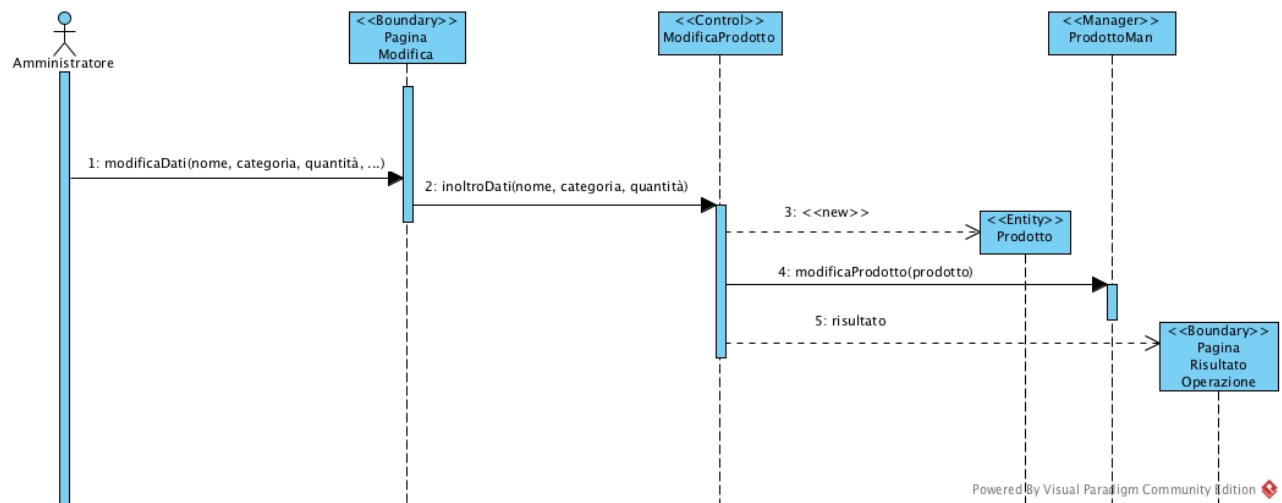 <<Boundary>>
Pagina
Modifica
<<Control>>
ModificaProdotto
<<Manager>>
ProdottoMan
Amministratore
1: modificaDati(nome, categoria, quantità, ...)
2: inoltroDati(nome, categoria, quantità)
3: <<new>>
<<Entity>>
Prodotto
4: modificaProdotto(prodotto)
5: risultato
<<Boundary>>
Pagina
Risultato
Operazione
Powered By Visual Paradigm Community Edition